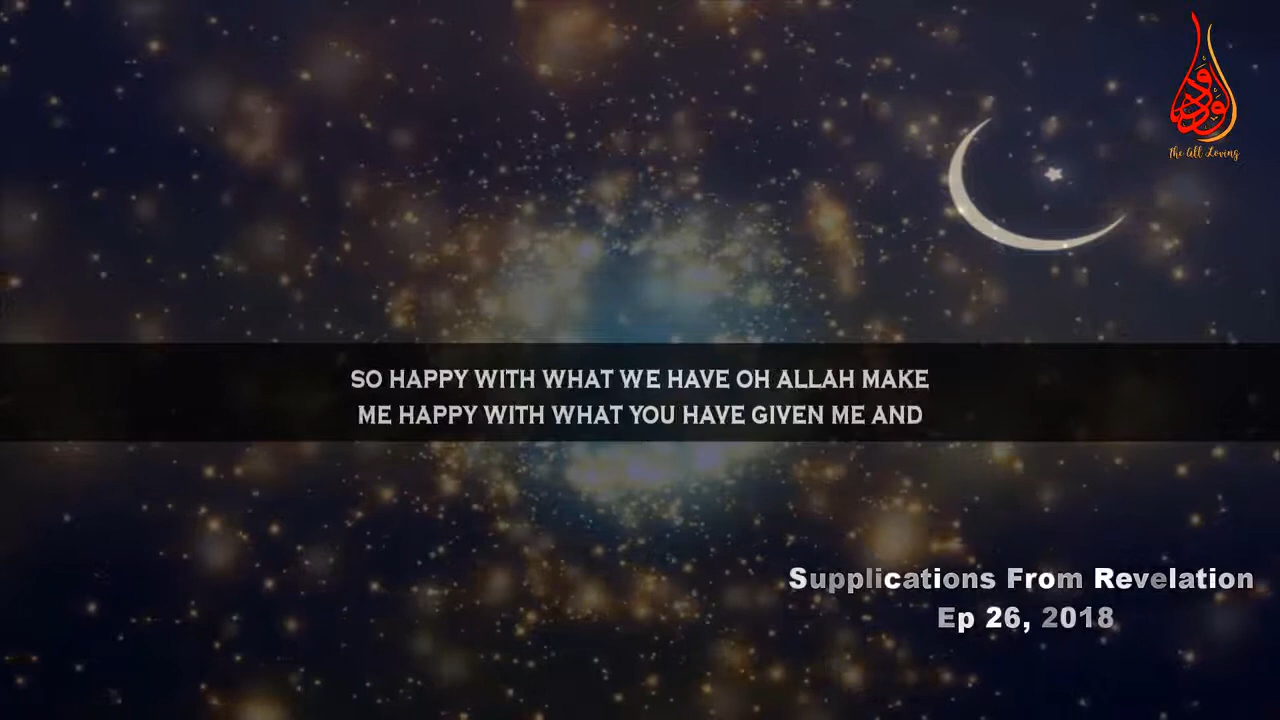 الودود
The All Loving
SO HAPPY WITH WHAT WE HAVE OH ALLAH MAKE
ME HAPPY WITH WHAT YOU HAVE GIVEN ME AND
Supplications From Revelation
Ep 26, 2018